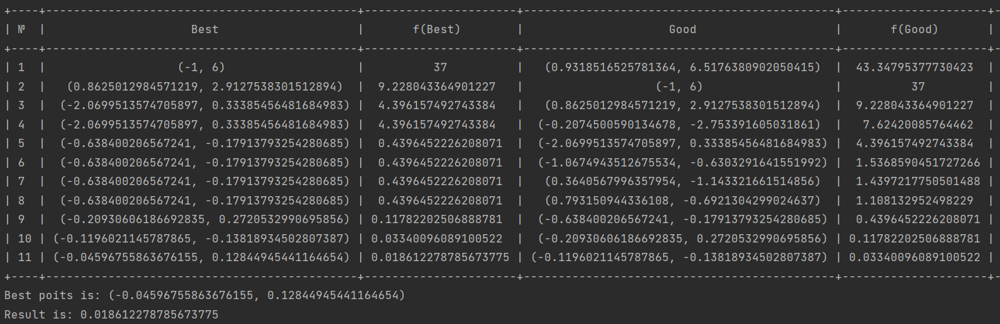 +----+--------------------------------------------+----------------------+--------------------------------------------+---------------------+-
| № | Best | f(Best) | Good | f(Good) |
+----+--------------------------------------------+----------------------+--------------------------------------------+---------------------+-
| 1 | (-1, 6) | 37 | (0.9318516525781364, 6.5176380902050415) | 43.34795377730423 |
| 2 | (0.8625012984571219, 2.9127538301512894) | 9.228043364901227 | (-1, 6) | 37 |
| 3 | (-2.0699513574705897, 0.33385456481684983) | 4.396157492743384 | (0.8625012984571219, 2.9127538301512894) | 9.228043364901227 |
| 4 | (-2.0699513574705897, 0.33385456481684983) | 4.396157492743384 | (-0.2074500590134678, -2.753391605031861) | 7.62420085764462 |
| 5 | (-0.638400206567241, -0.17913793254280685) | 0.4396452226208071 | (-2.0699513574705897, 0.33385456481684983) | 4.396157492743384 |
| 6 | (-0.638400206567241, -0.17913793254280685) | 0.4396452226208071 | (-1.0674943512675534, -0.6303291641551992) | 1.5368590451727266 |
| 7 | (-0.638400206567241, -0.17913793254280685) | 0.4396452226208071 | (0.3640567996357954, -1.143321661514856) | 1.4397217750501488 |
| 8 | (-0.638400206567241, -0.17913793254280685) | 0.4396452226208071 | (0.793150944336108, -0.6921304299024637) | 1.108132952498229 |
| 9 | (-0.20930606186692835, 0.2720532990695856) | 0.11782202506888781 | (-0.638400206567241, -0.17913793254280685) | 0.4396452226208071 |
| 10 | (-0.1196021145787865, -0.13818934502807387) | 0.03340096089100522 | (-0.20930606186692835, 0.2720532990695856) | 0.11782202506888781 |
| 11 | (-0.04596755863676155, 0.12844945441164654) | 0.018612278785673775 | (-0.1196021145787865, -0.13818934502807387) | 0.03340096089100522 |
+----+--------------------------------------------+----------------------+--------------------------------------------+---------------------+-
Best poits is: (-0.04596755863676155, 0.12844945441164654)
Result is: 0.018612278785673775